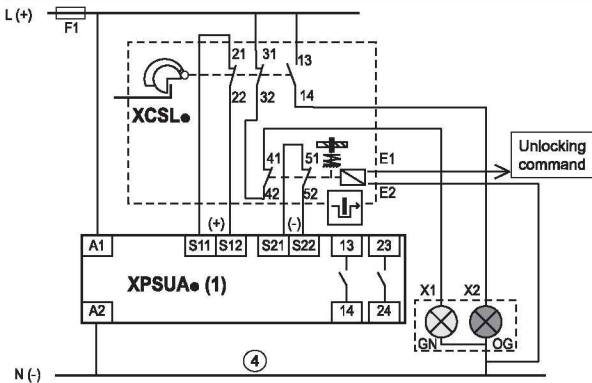 L (+)
F1
21 31 13
22 32 14
XCSL●
41 51
42 52
E1
E2
Unlocking
command
(+) (-)
A1 S11 S12 S21 S22 13 23
XPSUA● (1)
A2 14 24
X1 X2
GN OG
4
N (-)